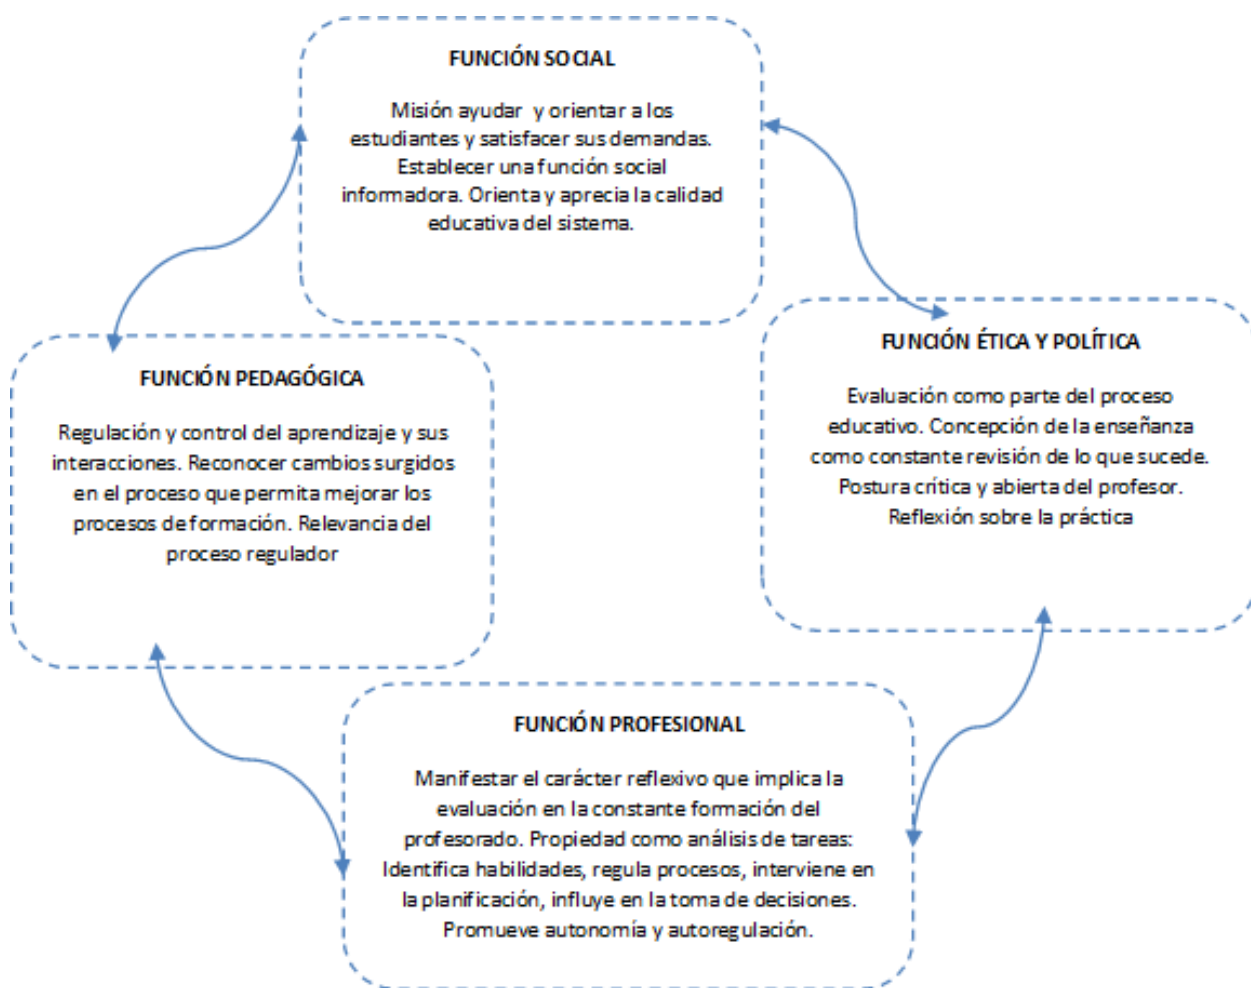 FUNCIÓN SOCIAL
Misión ayudar y orientar a los
estudiantes y satisfacer sus demandas.
Establecer una función social
informadora. Orienta y aprecia la calidad
educativa del sistema.
FUNCIÓN ÉTICA Y POLÍTICA
Evaluación como parte del proceso
educativo. Concepción de la enseñanza
como constante revisión de lo que sucede.
Postura crítica y abierta del profesor.
Reflexión sobre la práctica
FUNCIÓN PEDAGÓGICA
Regulación y control del aprendizaje y sus
interacciones. Reconocer cambios surgidos
en el proceso que permita mejorar los
procesos de formación. Relevancia del
proceso regulador
FUNCIÓN PROFESIONAL
Manifestar el carácter reflexivo que implica la
evaluación en la constante formación del
profesorado. Propiedad como análisis de tareas:
Identifica habilidades, regula procesos, interviene en
la planificación, influye en la toma de decisiones.
Promueve autonomía y autoregulación.